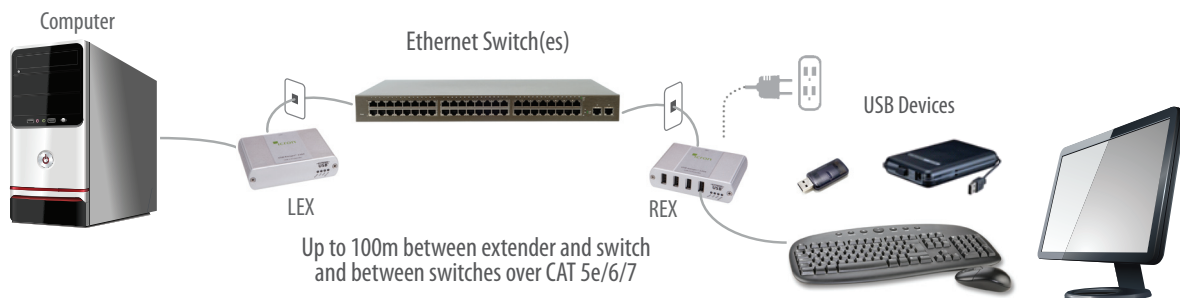 Computer
Ethernet Switch(es)
USB Devices
LEX
REX
Up to 100m between extender and switch
and between switches over CAT 5e/6/7